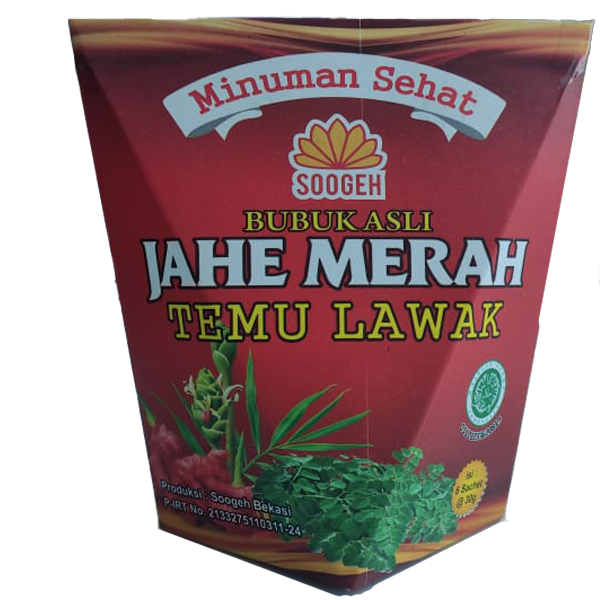 Minuman Sehat
SOOGEH
BUBUK ASLI
JAHE MERAH
TEMU LAWAK
isi
6 Sachet
@ 30g
Produksi : Soogeh Bekasi
P-IRT No. 2133275110311-24